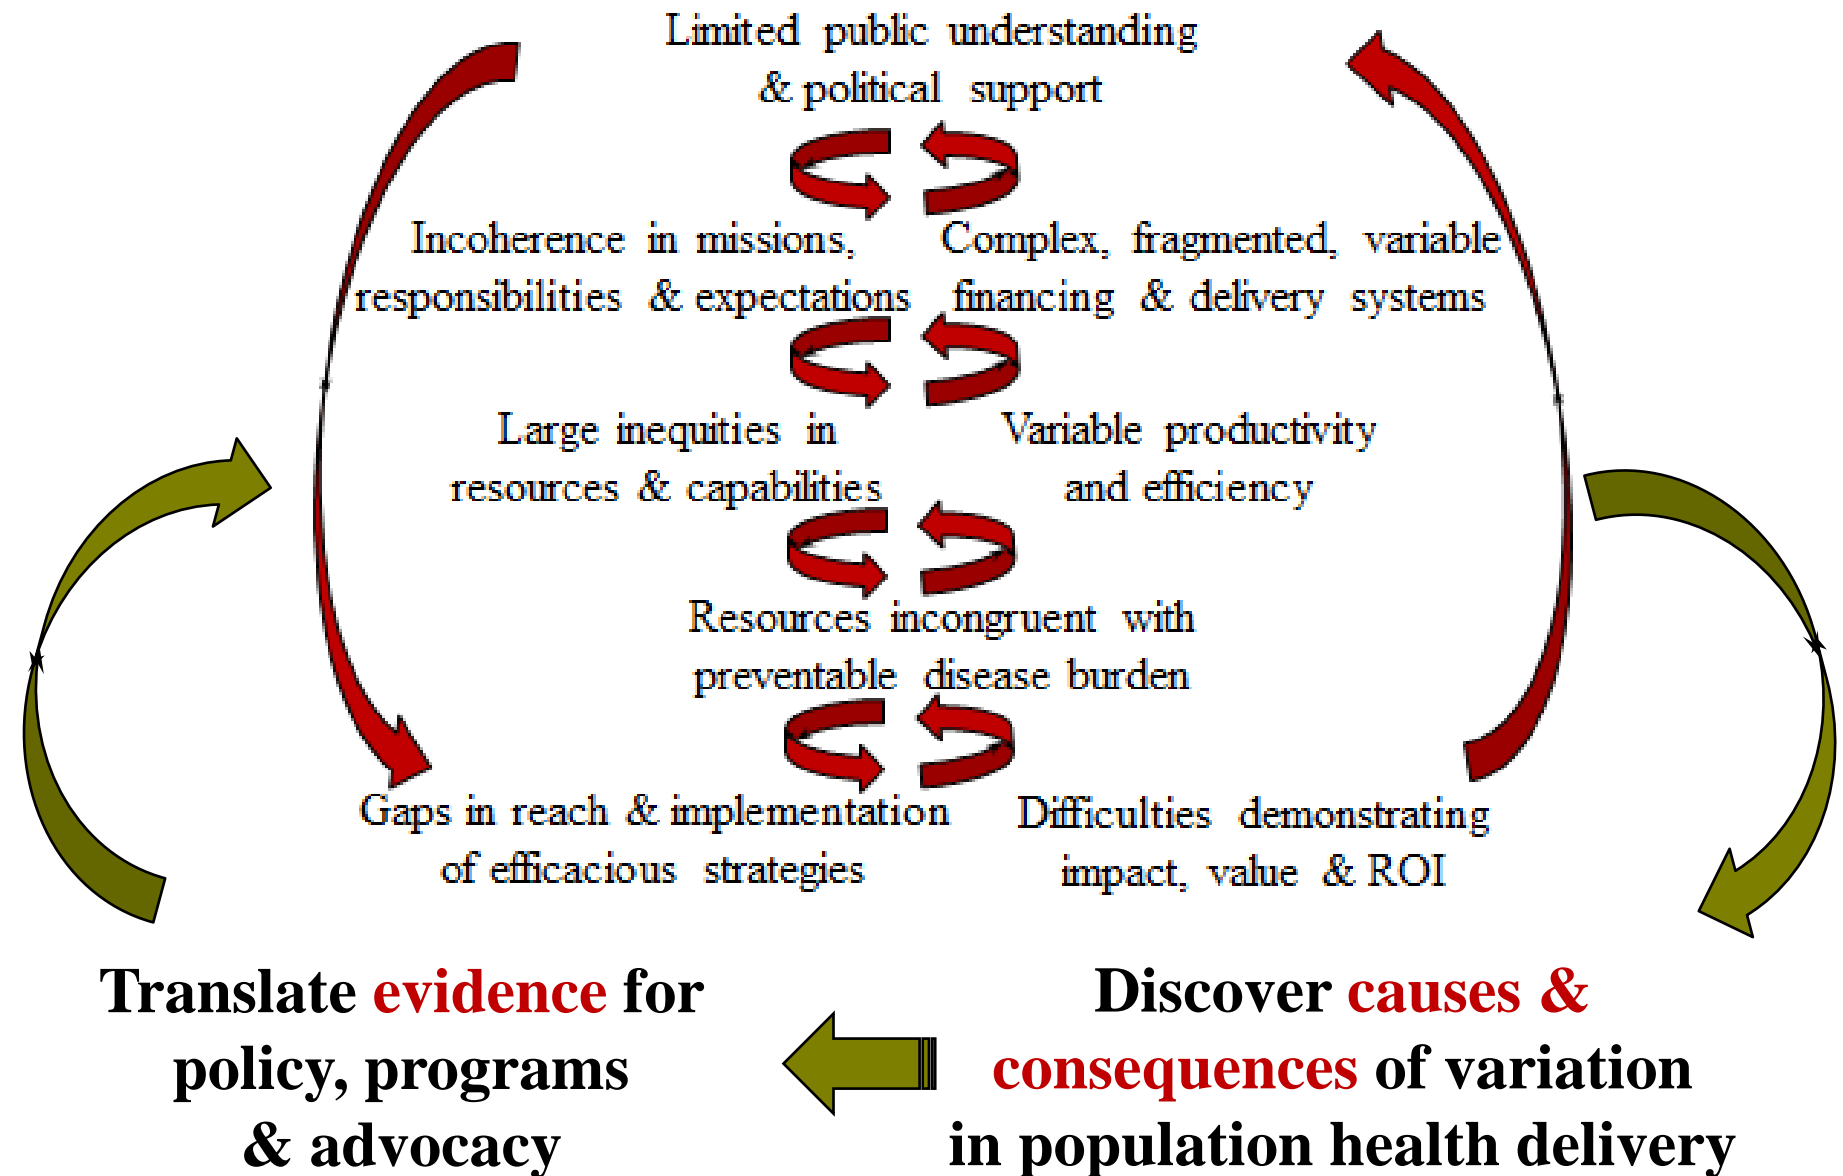 Limited public understanding
& political support
Incoherence in missions,
responsibilities & expectations
Complex, fragmented, variable
financing & delivery systems
Large inequities in
resources & capabilities
Variable productivity
and efficiency
Resources incongruent with
preventable disease burden
Gaps in reach & implementation
of efficacious strategies
Difficulties demonstrating
impact, value & ROI
Translate evidence for
policy, programs
& advocacy
Discover causes &
consequences of variation
in population health delivery